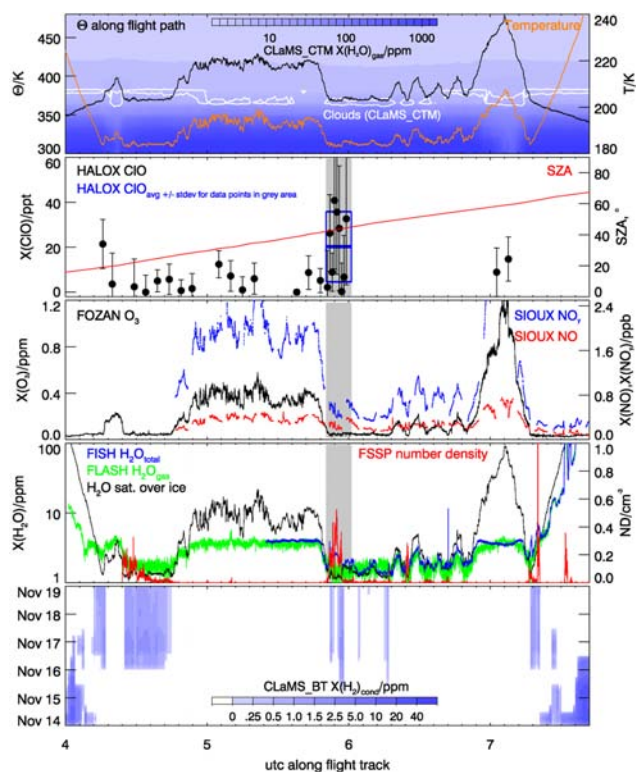 Θ along flight path
10 100 1000
CLaMS_CTM X(H₂O)gas/ppm
Temperature
Clouds (CLaMS_CTM)
Θ/K
450
400
350
300
240
220
200
180
T/K
HALOX ClO
HALOX ClOavg +/- stdev for data points in grey area
SZA
X(ClO)/ppt
60
40
20
0
80
60
40
20
0
SZA, °
FOZAN O₃
SIOUX NOy
SIOUX NO
X(O₃)/ppm
1.2
0.8
0.4
0.0
2.4
1.6
0.8
0.0
X(NO),X(NOy)/ppb
FISH H₂Ototal
FLASH H₂Ogas
H₂O sat. over ice
FSSP number density
X(H₂O)/ppm
100
10
1
1.0
0.8
0.6
0.4
0.2
0.0
ND/cm³
Nov 19
Nov 18
Nov 17
Nov 16
Nov 15
Nov 14
CLaMS_BT X(H₂)cond/ppm
0 .25 0.5 1.0 1.5 2.5 5.0 10 20 40
4 5 6 7
utc along flight track